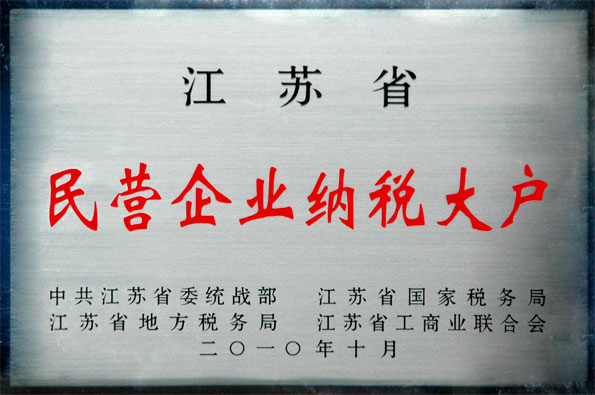 江苏省
民营企业纳税大户
中共江苏省委统战部 江苏省国家税务局
江苏省地方税务局 江苏省工商业联合会
二〇一〇年十月